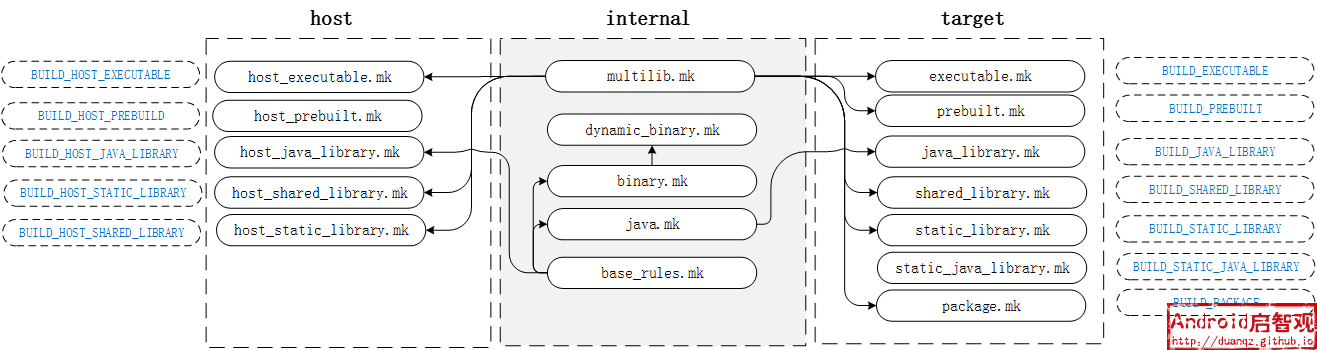 host
internal
target
BUILD_HOST_EXECUTABLE
host_executable.mk
multilib.mk
executable.mk
BUILD_EXECUTABLE
BUILD_HOST_PREBUILD
host_prebuilt.mk
dynamic_binary.mk
prebuilt.mk
BUILD_PREBUILT
BUILD_HOST_JAVA_LIBRARY
host_java_library.mk
java_library.mk
BUILD_JAVA_LIBRARY
BUILD_HOST_STATIC_LIBRARY
host_shared_library.mk
binary.mk
shared_library.mk
BUILD_SHARED_LIBRARY
BUILD_HOST_SHARED_LIBRARY
host_static_library.mk
java.mk
static_library.mk
BUILD_STATIC_LIBRARY
base_rules.mk
static_java_library.mk
BUILD_STATIC_JAVA_LIBRARY
package.mk
BUILD_PACKAGE
Android启智观
http://duanqz.github.io